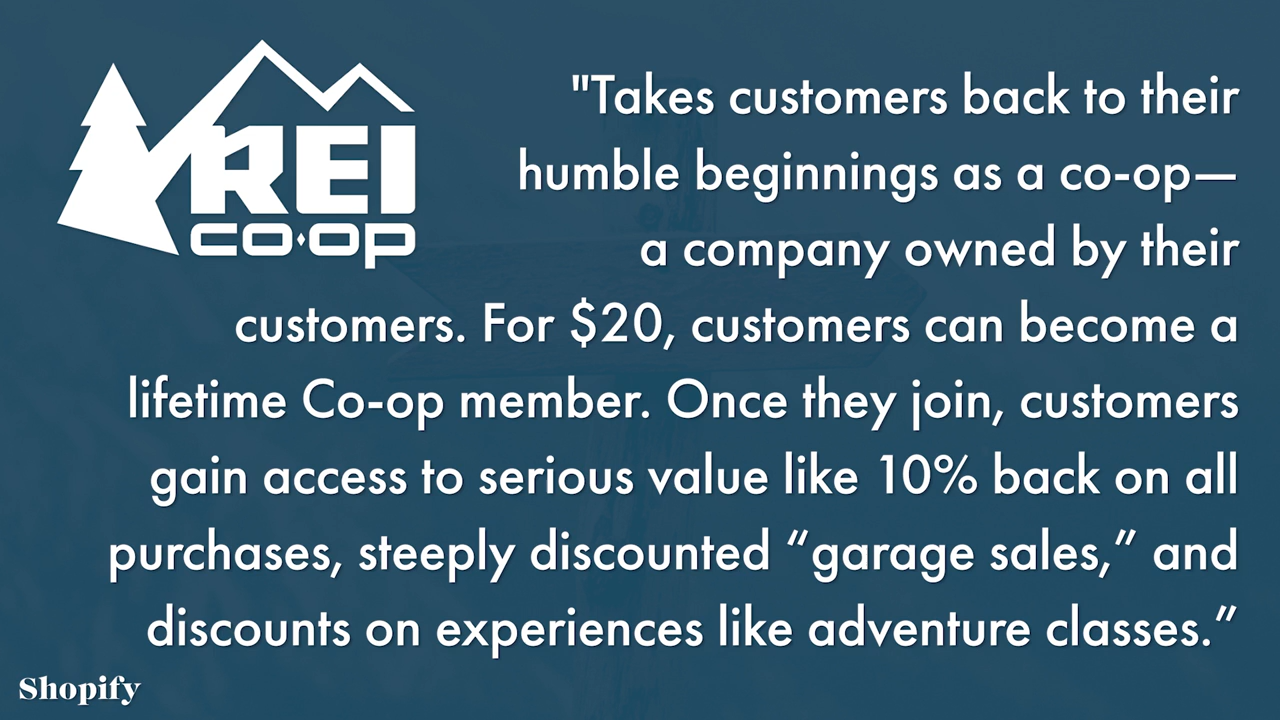 REI
co·op
"Takes customers back to their
humble beginnings as a co-op—
a company owned by their
customers. For $20, customers can become a
lifetime Co-op member. Once they join, customers
gain access to serious value like 10% back on all
purchases, steeply discounted “garage sales,” and
discounts on experiences like adventure classes.”
Shopify